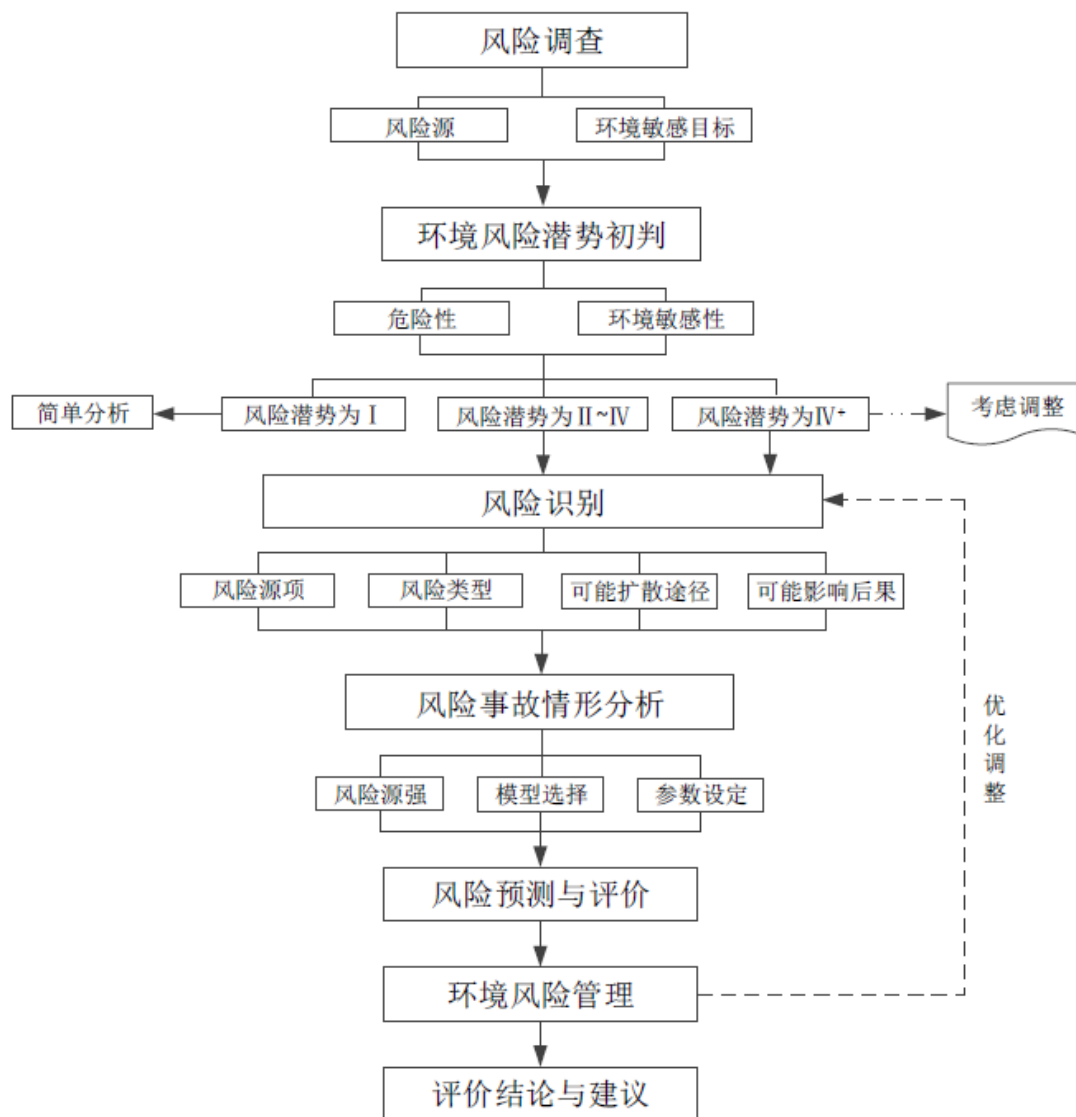 风险调查
风险源
环境敏感目标
环境风险潜势初判
危险性
环境敏感性
简单分析
风险潜势为Ⅰ
风险潜势为Ⅱ~Ⅳ
风险潜势为Ⅳ⁺
考虑调整
风险识别
风险源项
风险类型
可能扩散途径
可能影响后果
风险事故情形分析
风险源强
模型选择
参数设定
优化调整
风险预测与评价
环境风险管理
评价结论与建议